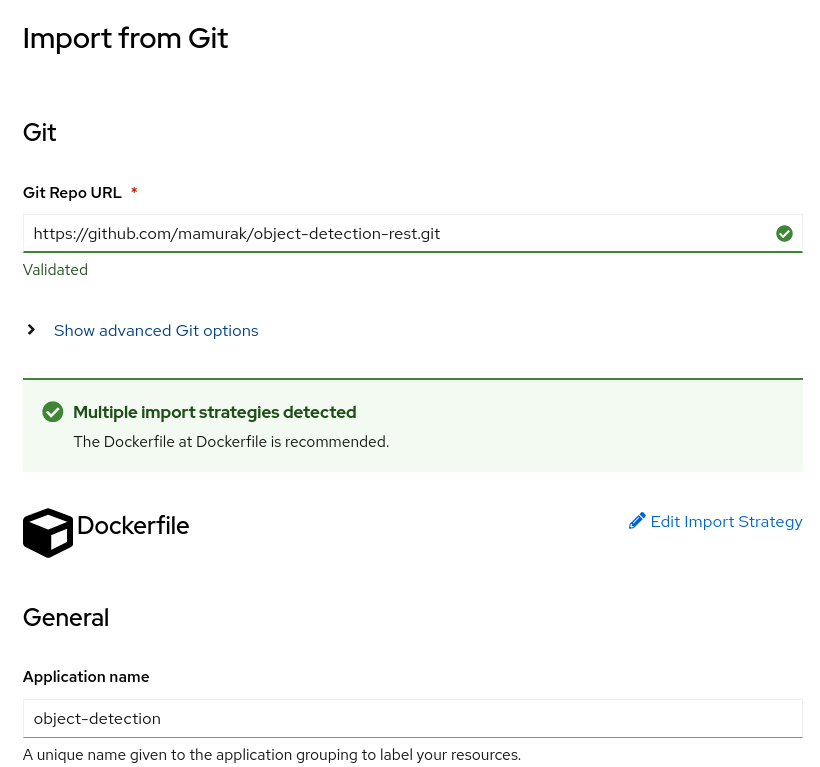 Import from Git
Git
Git Repo URL *
https://github.com/mamurak/object-detection-rest.git
Validated
Show advanced Git options
Multiple import strategies detected
The Dockerfile at Dockerfile is recommended.
Dockerfile
Edit Import Strategy
General
Application name
object-detection
A unique name given to the application grouping to label your resources.